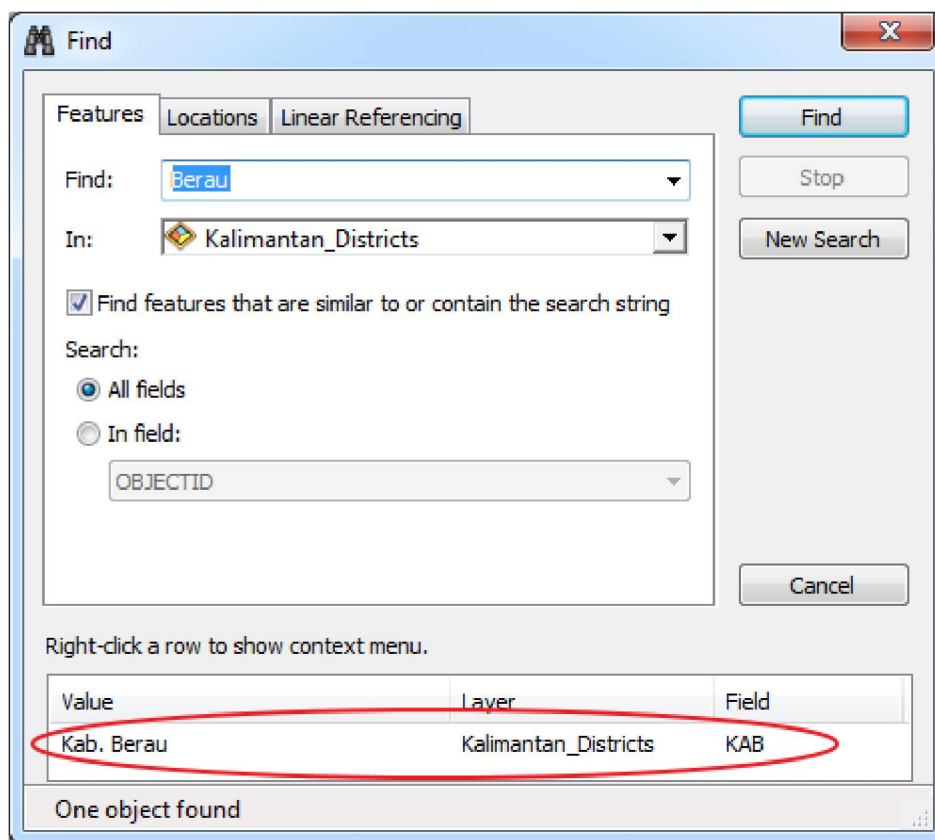 Find
Features Locations Linear Referencing
Find: Berau
In: Kalimantan_Districts
Find features that are similar to or contain the search string
Search:
All fields
In field:
OBJECTID
Find
Stop
New Search
Cancel
Right-click a row to show context menu.
Value Layer Field
Kab. Berau Kalimantan_Districts KAB
One object found